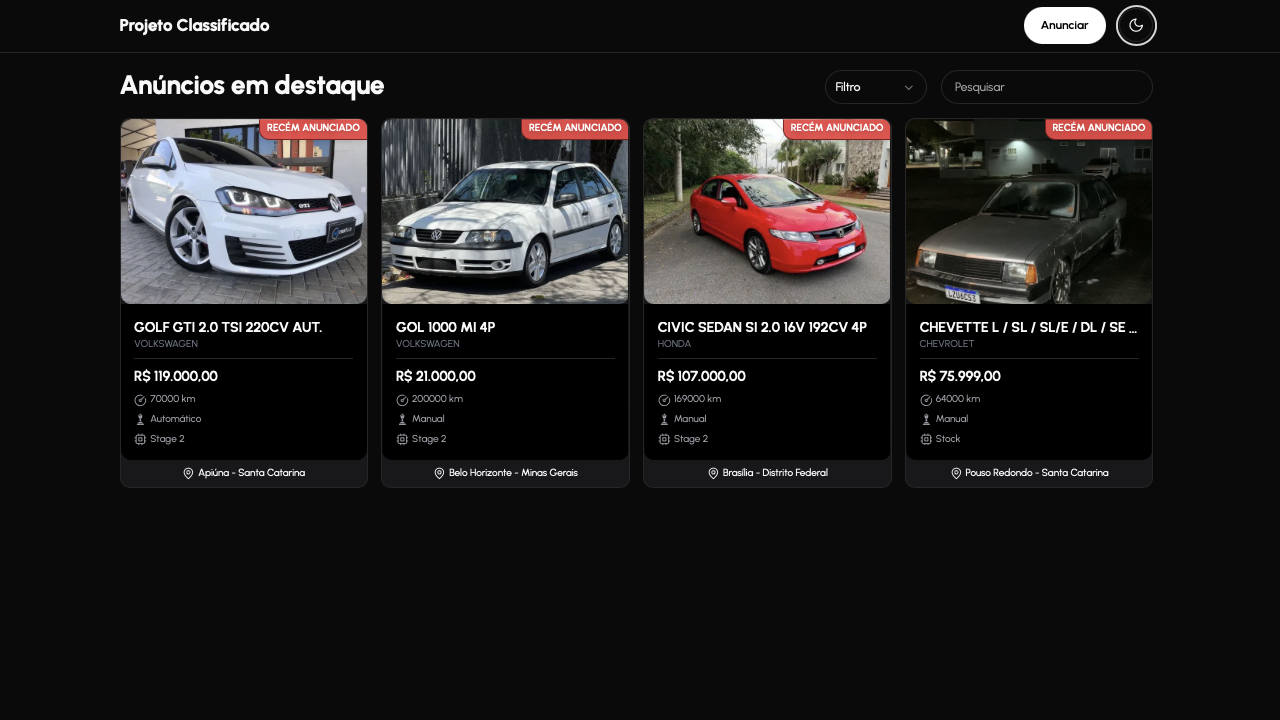 Projeto Classificado
Anunciar
Anúncios em destaque
Filtro
Pesquisar
RECÉM ANUNCIADO
GTI
GOLF GTI 2.0 TSI 220CV AUT.
VOLKSWAGEN
R$ 119.000,00
70000 km
Automático
Stage 2
Apiúna - Santa Catarina
RECÉM ANUNCIADO
GOL 1000 MI 4P
VOLKSWAGEN
R$ 21.000,00
200000 km
Manual
Stage 2
Belo Horizonte - Minas Gerais
RECÉM ANUNCIADO
CIVIC SEDAN SI 2.0 16V 192CV 4P
HONDA
R$ 107.000,00
169000 km
Manual
Stage 2
Brasília - Distrito Federal
RECÉM ANUNCIADO
CHEVETTE L / SL / SL/E / DL / SE ...
CHEVROLET
R$ 75.999,00
64000 km
Manual
Stock
Pouso Redondo - Santa Catarina